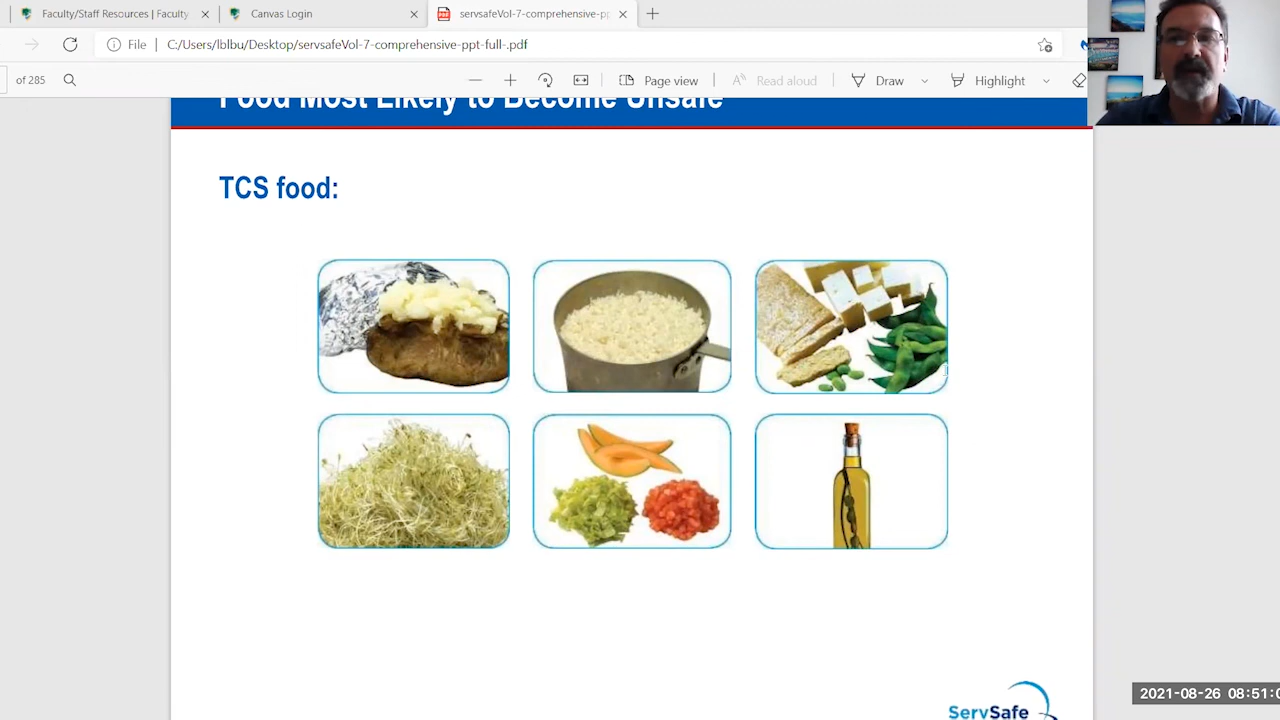 Faculty/Staff Resources | Faculty
Canvas Login
servsafeVol-7-comprehensive-pp
File
C:/Users/lblbu/Desktop/servsafeVol-7-comprehensive-ppt-full-.pdf
of 285
Page view
Read aloud
Draw
Highlight
Food Most Likely to Become Unsafe
TCS food:
ServSafe
2021-08-26 08:51:0